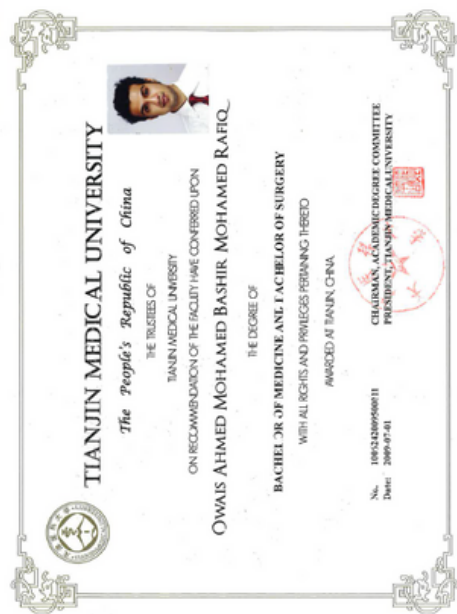 TIANJIN MEDICAL UNIVERSITY
The People's Republic of China
THE TRUSTEES OF
TIANJIN MEDICAL UNIVERSITY
ON RECOMMENDATION OF THE FACULTY HAVE CONFERRED UPON
OWAIS AHMED MOHAMED BASHIR MOHAMED RAFIQ
THE DEGREE OF
BACHELOR OF MEDICINE AND BACHELOR OF SURGERY
WITH ALL RIGHTS AND PRIVILEGES PERTAINING THERETO
AWARDED AT TIANJIN, CHINA
CHAIRMAN, ACADEMIC DEGREE COMMITTEE
PRESIDENT, TIANJIN MEDICAL UNIVERSITY
No. 1005242009500011
Date: 2009-07-01